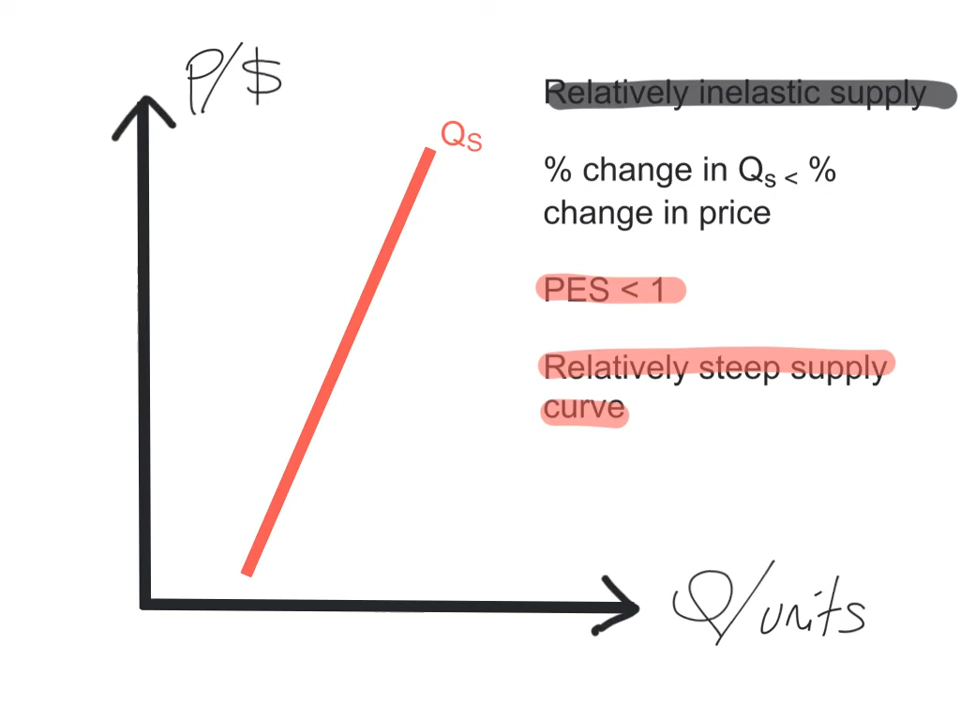 P/$
Qs
Relatively inelastic supply
% change in Qs < %
change in price
PES < 1
Relatively steep supply
curve
Q/units